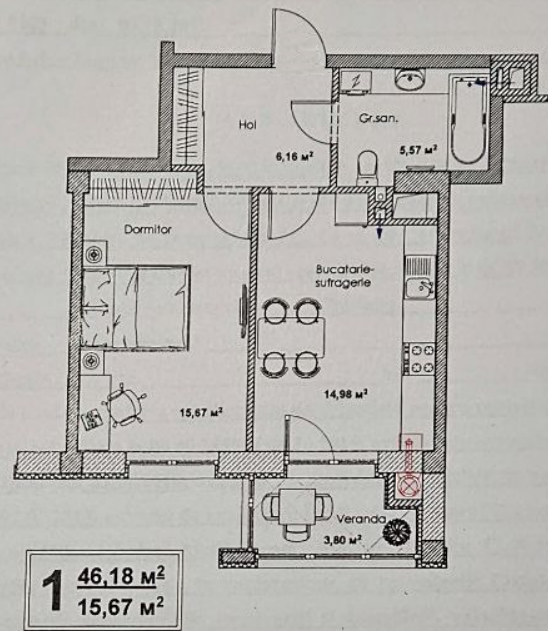 Hol
6,16 м²
Gr.san.
5,57 м²
Dormitor
15,67 м²
Bucatarie-
sufragerie
14,98 м²
Veranda
3,80 м²
1
46,18 м²
15,67 м²